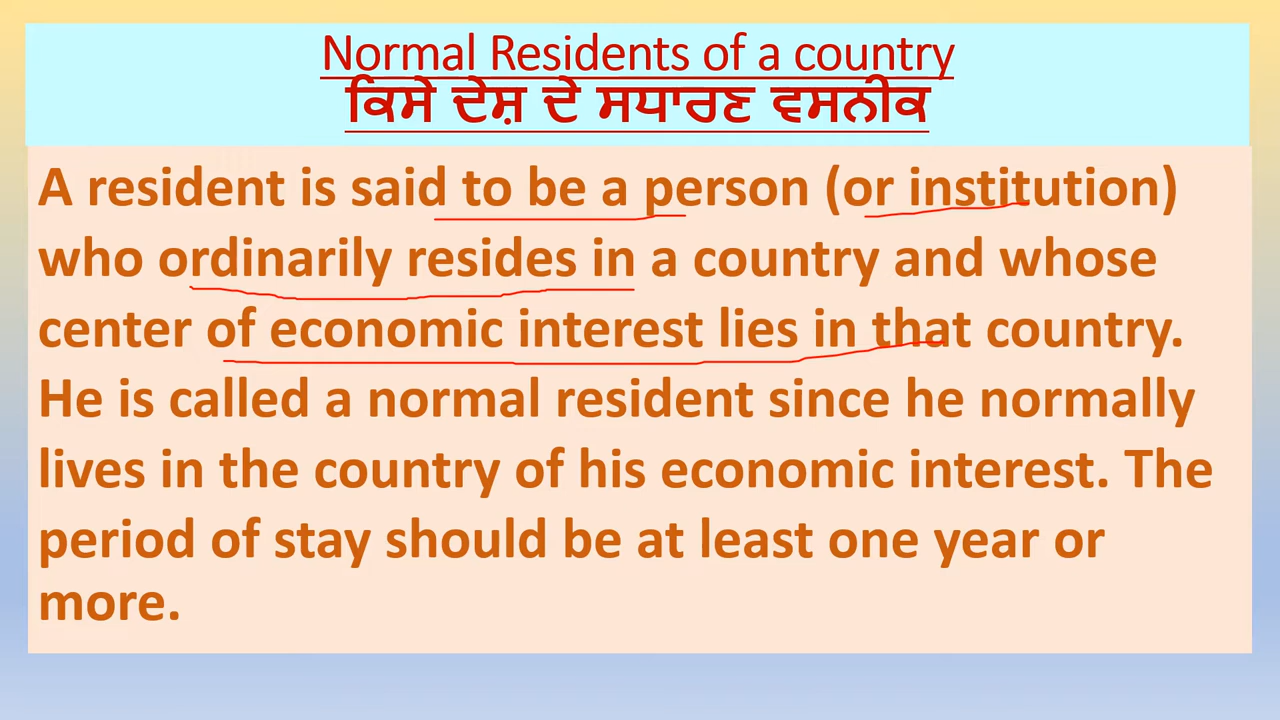 Normal Residents of a country
ਕਿਸੇ ਦੇਸ਼ ਦੇ ਸਧਾਰਣ ਵਸਨੀਕ
A resident is said to be a person (or institution)
who ordinarily resides in a country and whose
center of economic interest lies in that country.
He is called a normal resident since he normally
lives in the country of his economic interest. The
period of stay should be at least one year or
more.